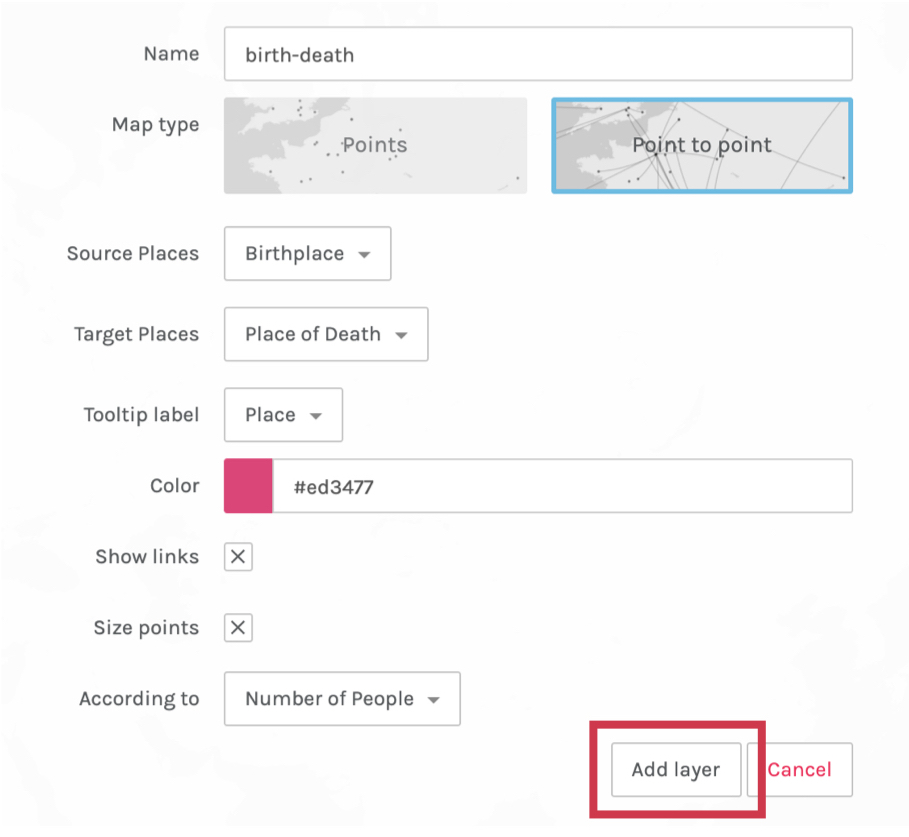 Name birth-death
Map type Points Point to point
Source Places Birthplace
Target Places Place of Death
Tooltip label Place
Color #ed3477
Show links
Size points
According to Number of People
Add layer Cancel